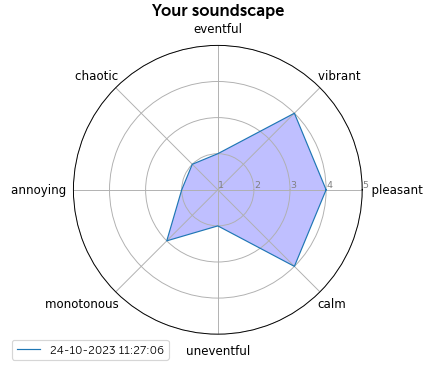 Your soundscape
eventful
chaotic
vibrant
annoying
1 2 3 4 5
pleasant
monotonous
calm
24-10-2023 11:27:06
uneventful